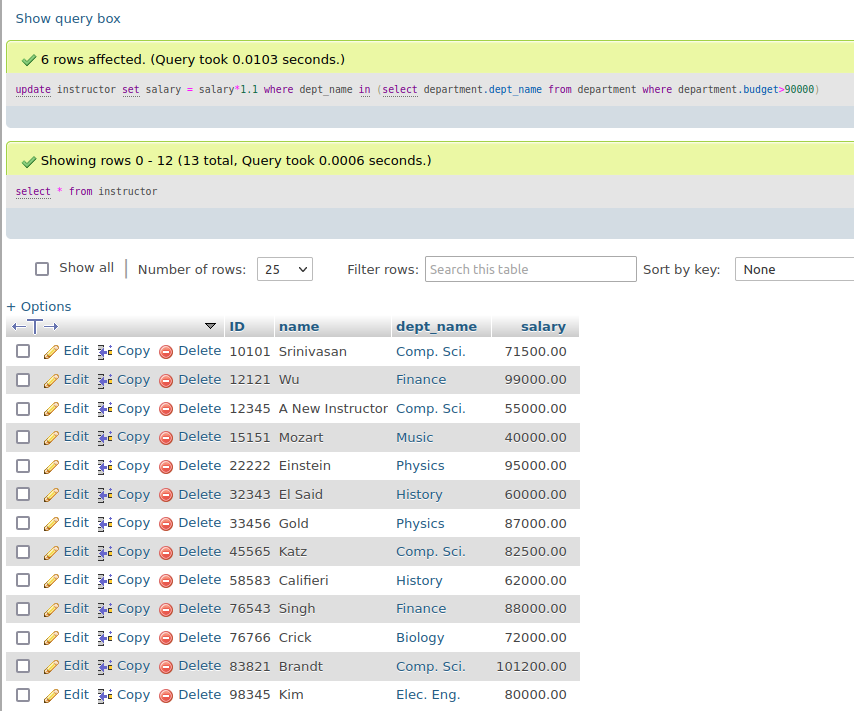 Show query box
6 rows affected. (Query took 0.0103 seconds.)
update instructor set salary = salary*1.1 where dept_name in (select department.dept_name from department where department.budget>90000)
Showing rows 0 - 12 (13 total, Query took 0.0006 seconds.)
select * from instructor
Show all Number of rows: 25 Filter rows: Search this table Sort by key: None
+ Options
←T→ ID name dept_name salary
Edit Copy Delete 10101 Srinivasan Comp. Sci. 71500.00
Edit Copy Delete 12121 Wu Finance 99000.00
Edit Copy Delete 12345 A New Instructor Comp. Sci. 55000.00
Edit Copy Delete 15151 Mozart Music 40000.00
Edit Copy Delete 22222 Einstein Physics 95000.00
Edit Copy Delete 32343 El Said History 60000.00
Edit Copy Delete 33456 Gold Physics 87000.00
Edit Copy Delete 45565 Katz Comp. Sci. 82500.00
Edit Copy Delete 58583 Califieri History 62000.00
Edit Copy Delete 76543 Singh Finance 88000.00
Edit Copy Delete 76766 Crick Biology 72000.00
Edit Copy Delete 83821 Brandt Comp. Sci. 101200.00
Edit Copy Delete 98345 Kim Elec. Eng. 80000.00